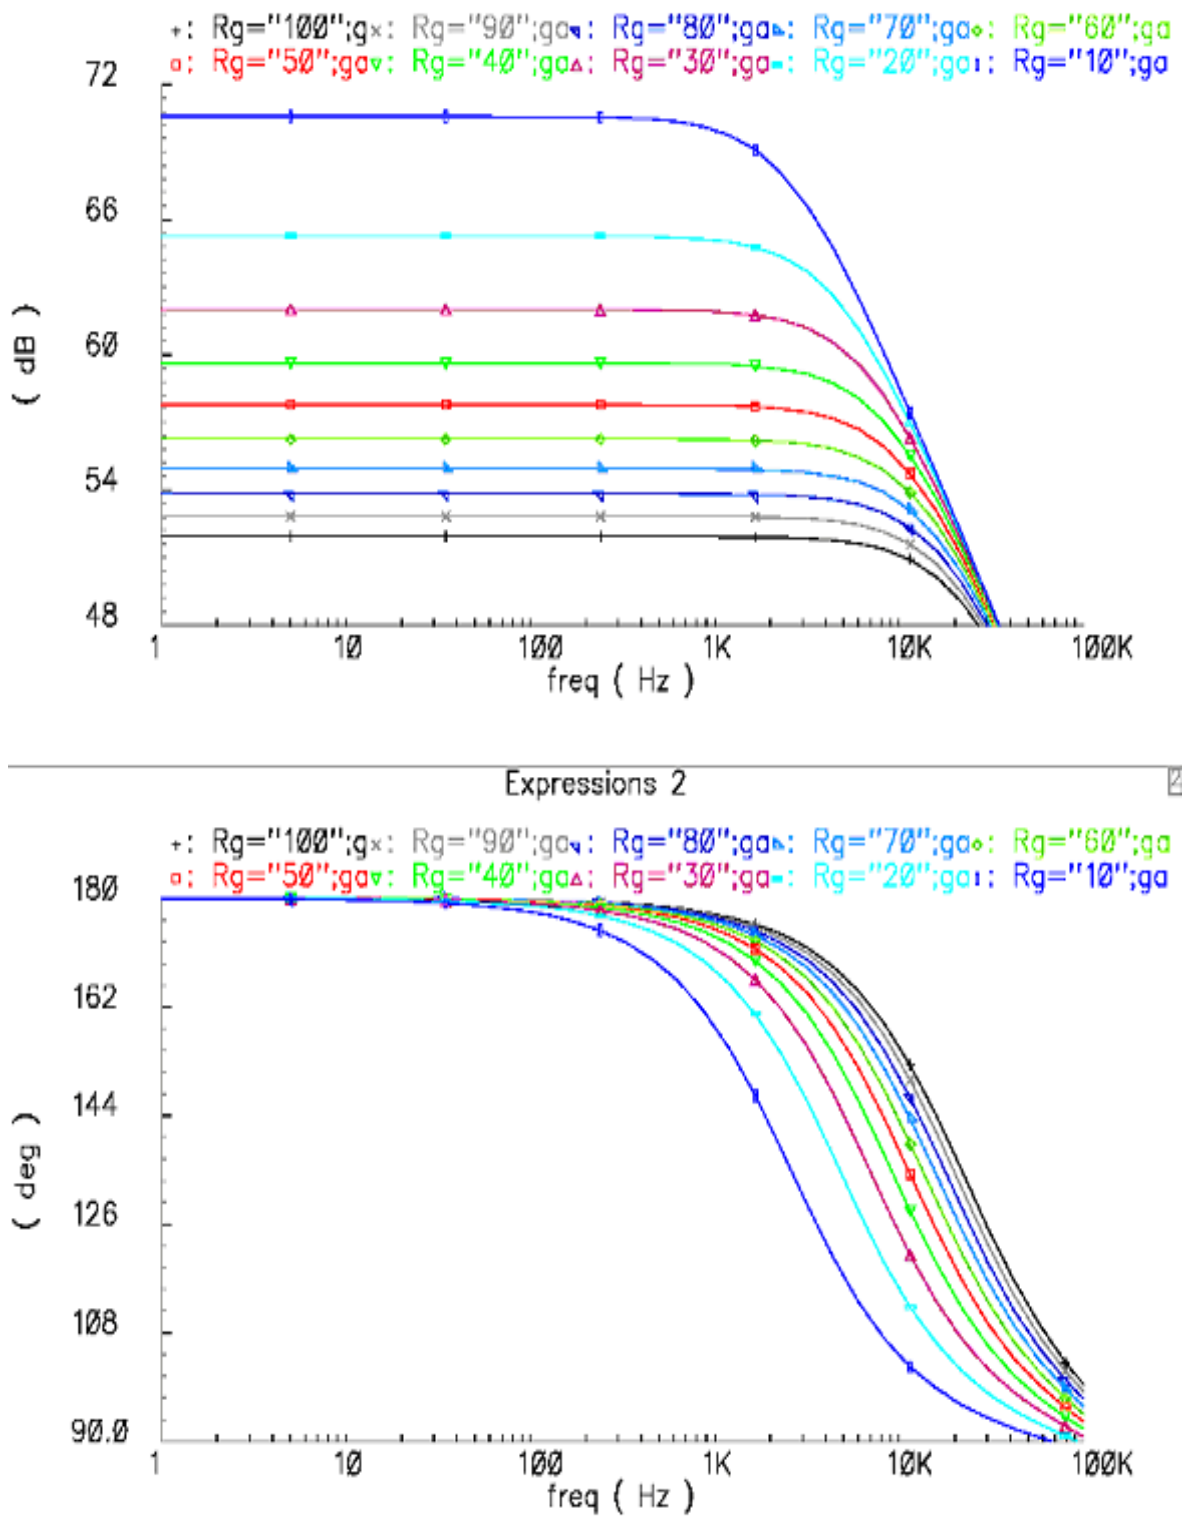 +: Rg="100";g×: Rg="90";ga: Rg="80";ga: Rg="70";ga: Rg="60";ga
: Rg="50";ga: Rg="40";ga: Rg="30";ga: Rg="20";ga: Rg="10";ga
72
66
60
54
48
( dB )
1 10 100 1K 10K 100K
freq ( Hz )
Expressions 2
2
+: Rg="100";g×: Rg="90";ga: Rg="80";ga: Rg="70";ga: Rg="60";ga
: Rg="50";ga: Rg="40";ga: Rg="30";ga: Rg="20";ga: Rg="10";ga
180
162
144
126
108
90.0
( deg )
1 10 100 1K 10K 100K
freq ( Hz )